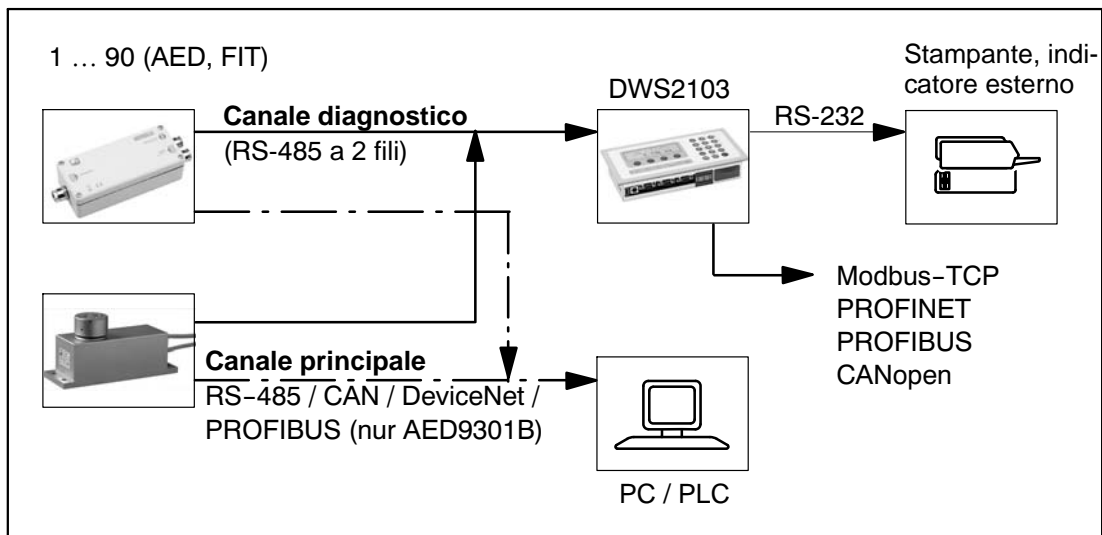 1 … 90 (AED, FIT)
Stampante, indi-
catore esterno
DWS2103
Canale diagnostico
(RS-485 a 2 fili)
RS-232
Modbus-TCP
PROFINET
PROFIBUS
CANopen
Canale principale
RS-485 / CAN / DeviceNet /
PROFIBUS (nur AED9301B)
PC / PLC